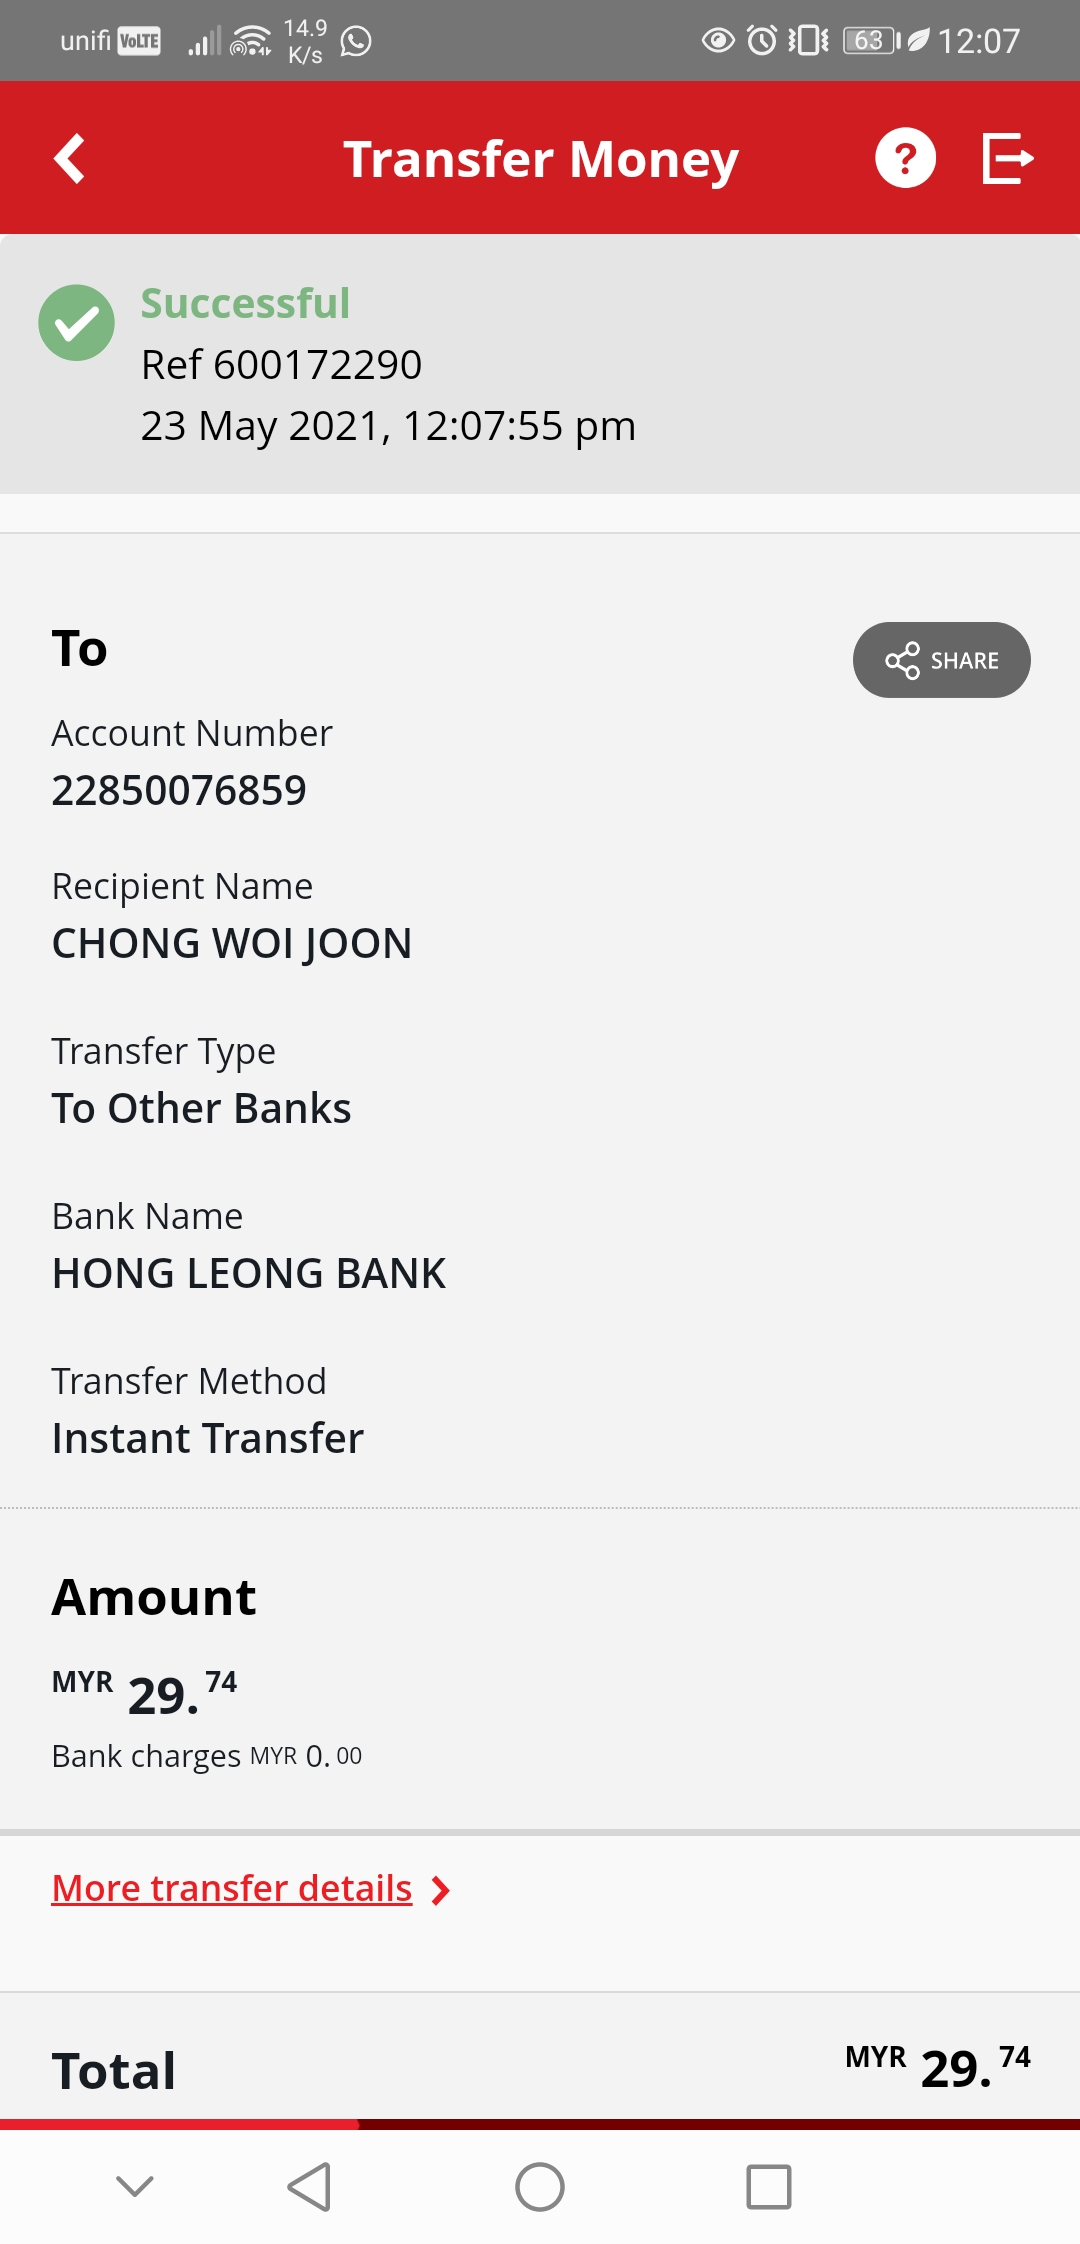 unifi VoLTE 14.9 K/s 63 12:07
Transfer Money ?
Successful
Ref 600172290
23 May 2021, 12:07:55 pm
To
SHARE
Account Number
22850076859
Recipient Name
CHONG WOI JOON
Transfer Type
To Other Banks
Bank Name
HONG LEONG BANK
Transfer Method
Instant Transfer
Amount
MYR 29.74
Bank charges MYR 0.00
More transfer details
Total MYR 29.74